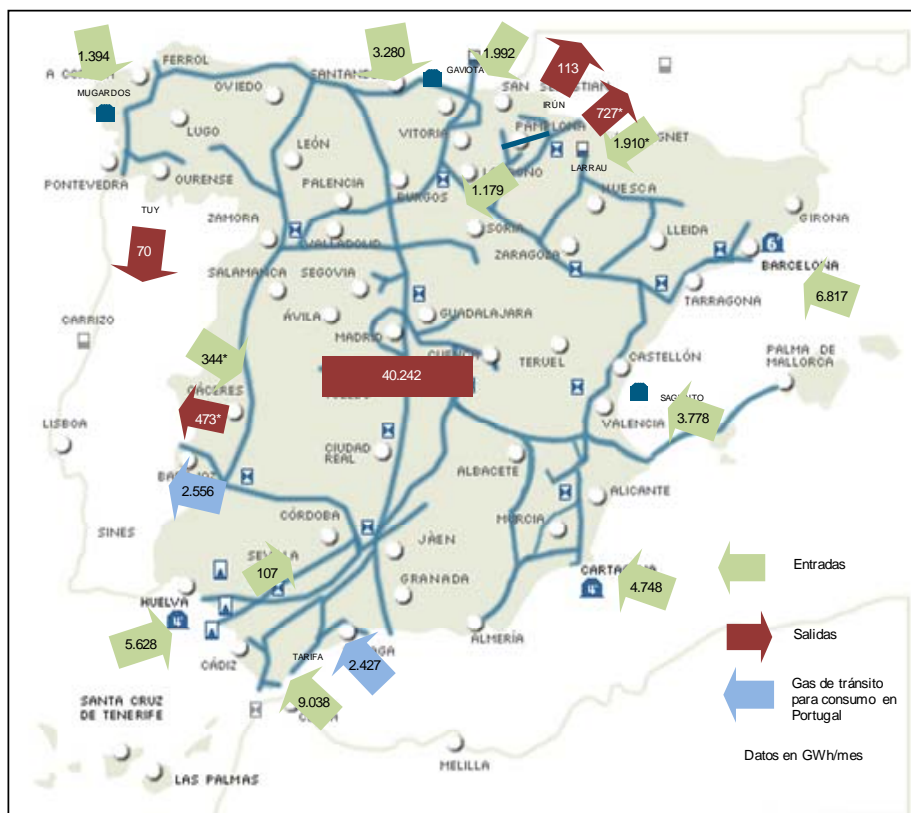 1.394
3.280
1.992
113
727*
1.910*
FERROL
SANTAN
GAVIOTA
SAN SEBASTIAN
IRÚN
A CO
OVIEDO
MUGARDOS
LUGO
VITORIA
PAMPLONA
LARRAU
LEÓN
PONTEVEDRA
OURENSE
PALENCIA
BURGOS
1.179
HUESCA
TUY
ZAMORA
VALLADOLID
SORIA
LLEIDA
GIRONA
70
ZARAGOZA
BARCELONA
SALAMANCA
SEGOVIA
TARRAGONA
6.817
CARRIZO
ÁVILA
GUADALAJARA
MADRID
TERUEL
CASTELLÓN
PALMA DE
MALLORCA
344*
40.242
CÁCERES
473*
VALENCIA
3.778
LISBOA
CIUDAD
REAL
ALBACETE
2.556
ALICANTE
SINES
CÓRDOBA
MURCIA
SEVILLA
107
JÁEN
GRANADA
CARTAGENA
4.748
Entradas
HUELVA
5.628
CÁDIZ
TARIFA
2.427
ALMERÍA
Salidas
9.038
Gas de tránsito
para consumo en
Portugal
SANTA CRUZ
DE TENERIFE
MELILLA
Datos en GWh/mes
LAS PALMAS